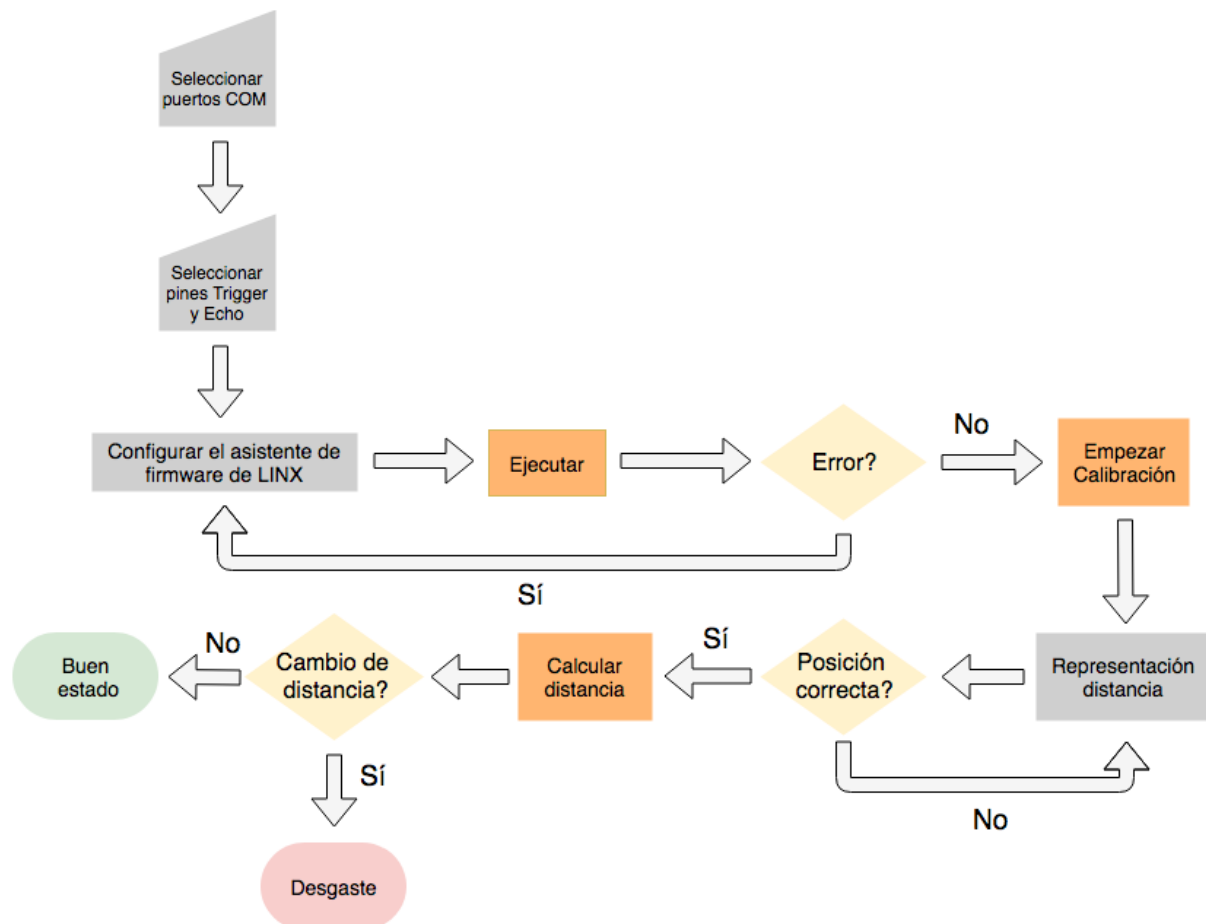 Seleccionar
puertos COM
Seleccionar
pines Trigger
y Echo
Configurar el asistente de
firmware de LINX
Ejecutar
Error?
No
Empezar
Calibración
Sí
Representación
distancia
Posición
correcta?
No
Sí
Calcular
distancia
Cambio de
distancia?
No
Buen
estado
Sí
Desgaste